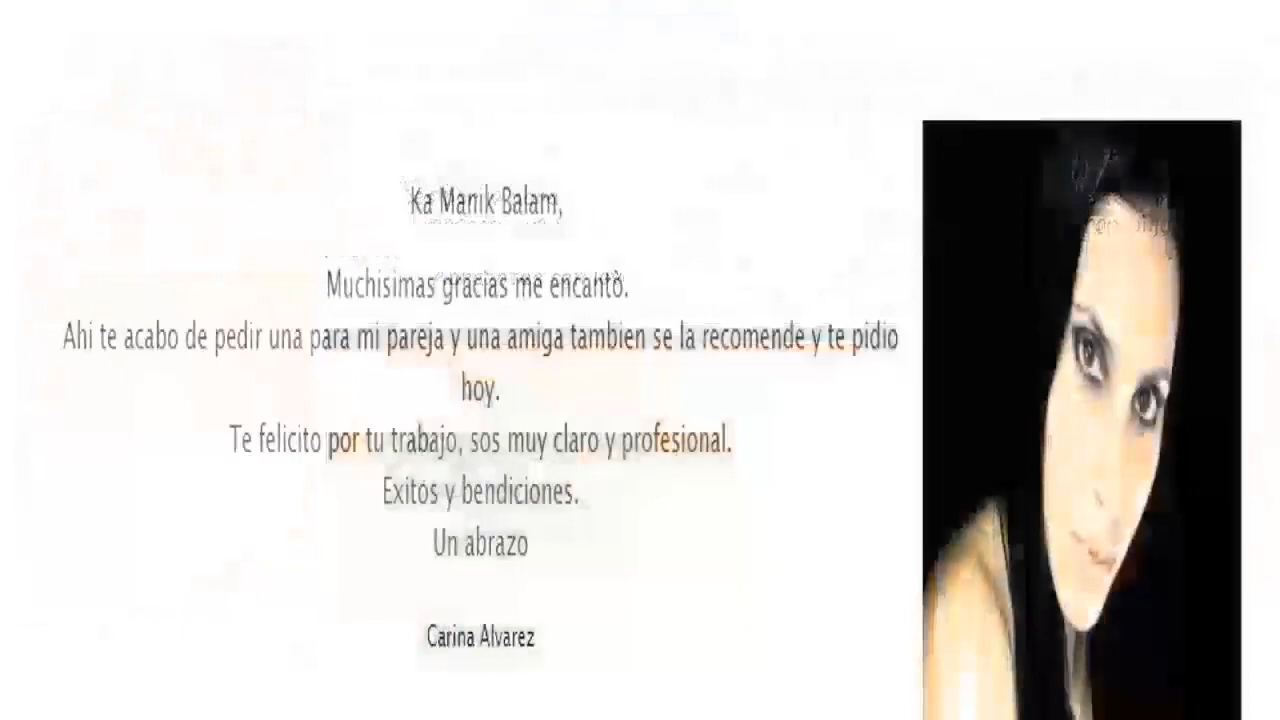 Ka Manik Balam,
Muchisimas gracias me encantò.
Ahi te acabo de pedir una para mi pareja y una amiga tambien se la recomende y te pidio
hoy.
Te felicito por tu trabajo, sos muy claro y profesional.
Exitos y bendiciones.
Un abrazo
Carina Alvarez